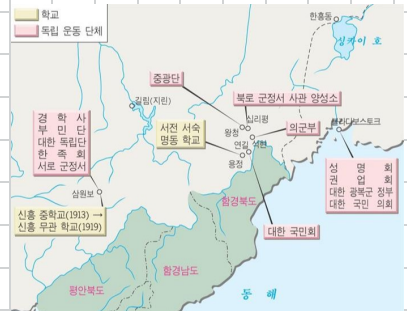 학교
독립 운동 단체
한흥동
싱카이 호
중광단
길림(지린)
북로 군정서 사관 양성소
경학사
부민단
대한 독립단
한족회
서로 군정서
서전 서숙
명동 학교
십리평
왕청
의군부
블라디보스토크
연길
용정
삼원보
성명회
권업회
대한 광복군 정부
대한 국민 의회
신흥 중학교(1913) →
신흥 무관 학교(1919)
함경북도
대한 국민회
함경남도
평안북도
동 해